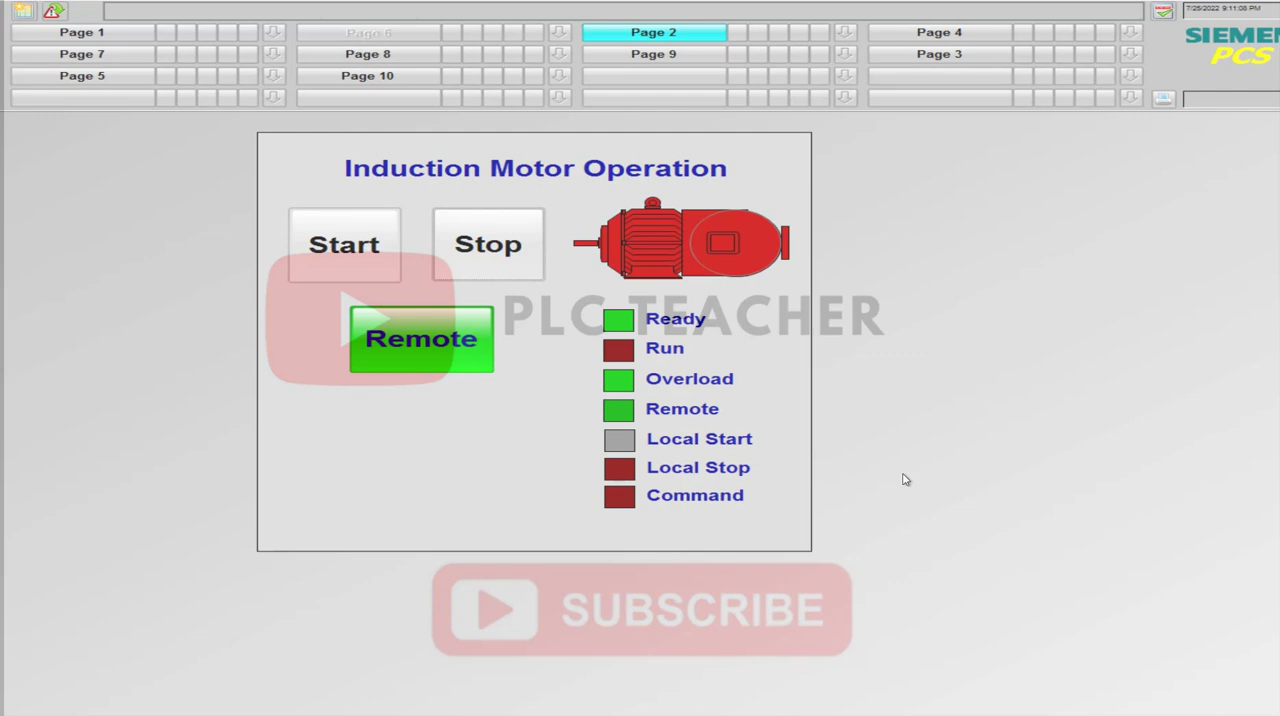 7/25/2022 9:11:08 PM
Page 1 Page 6 Page 2 Page 4
Page 7 Page 8 Page 9 Page 3
Page 5 Page 10
SIEMEN
PCS
Induction Motor Operation
Start Stop
Remote
PLC TEACHER
Ready
Run
Overload
Remote
Local Start
Local Stop
Command
SUBSCRIBE